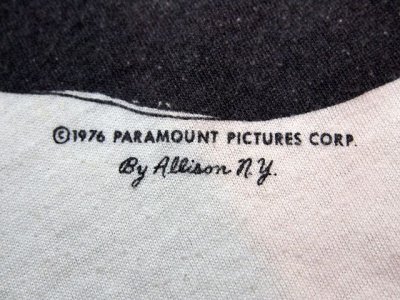 ©1976 PARAMOUNT PICTURES CORP.
By Allison N.Y.